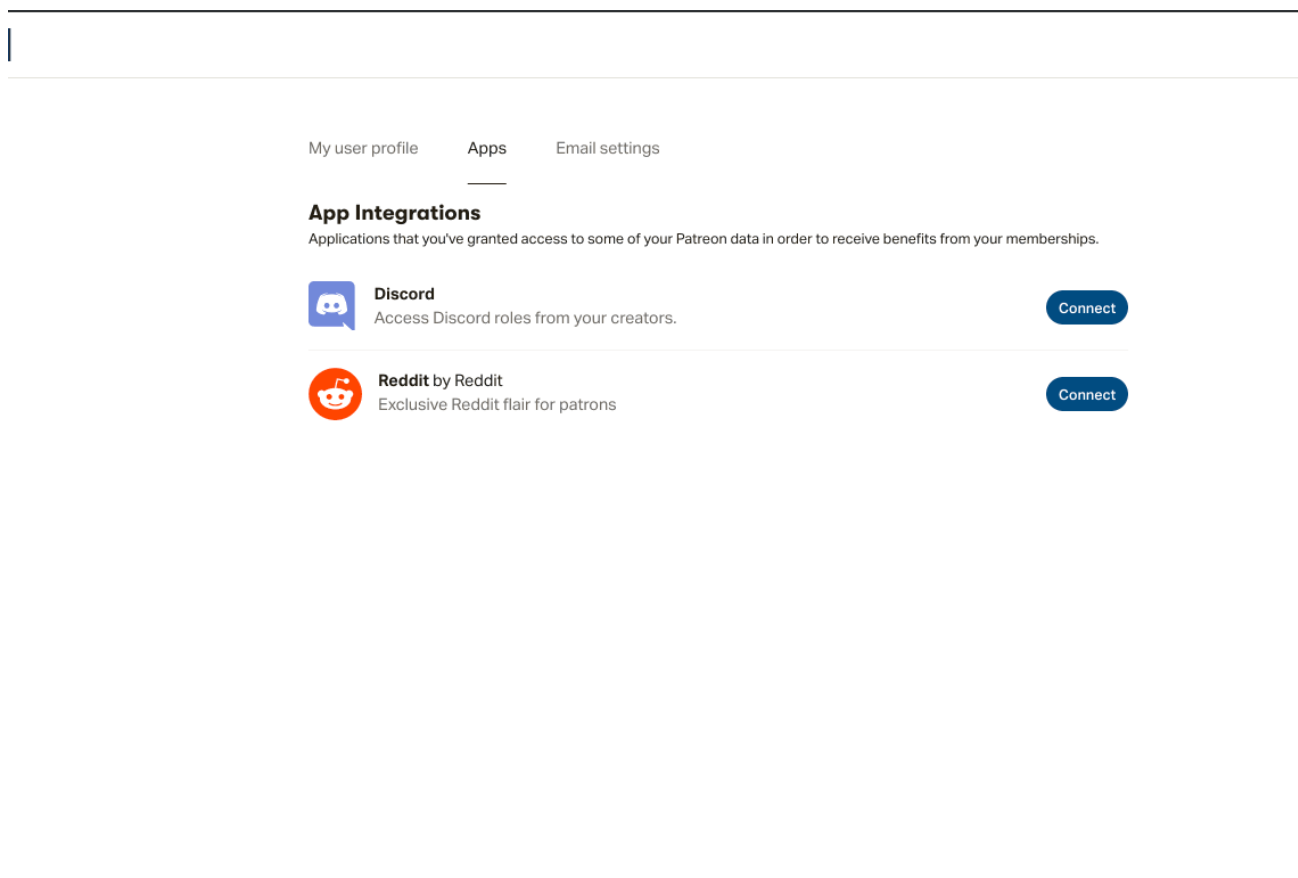 My user profile Apps Email settings
App Integrations
Applications that you've granted access to some of your Patreon data in order to receive benefits from your memberships.
Discord
Access Discord roles from your creators.
Connect
Reddit by Reddit
Exclusive Reddit flair for patrons
Connect